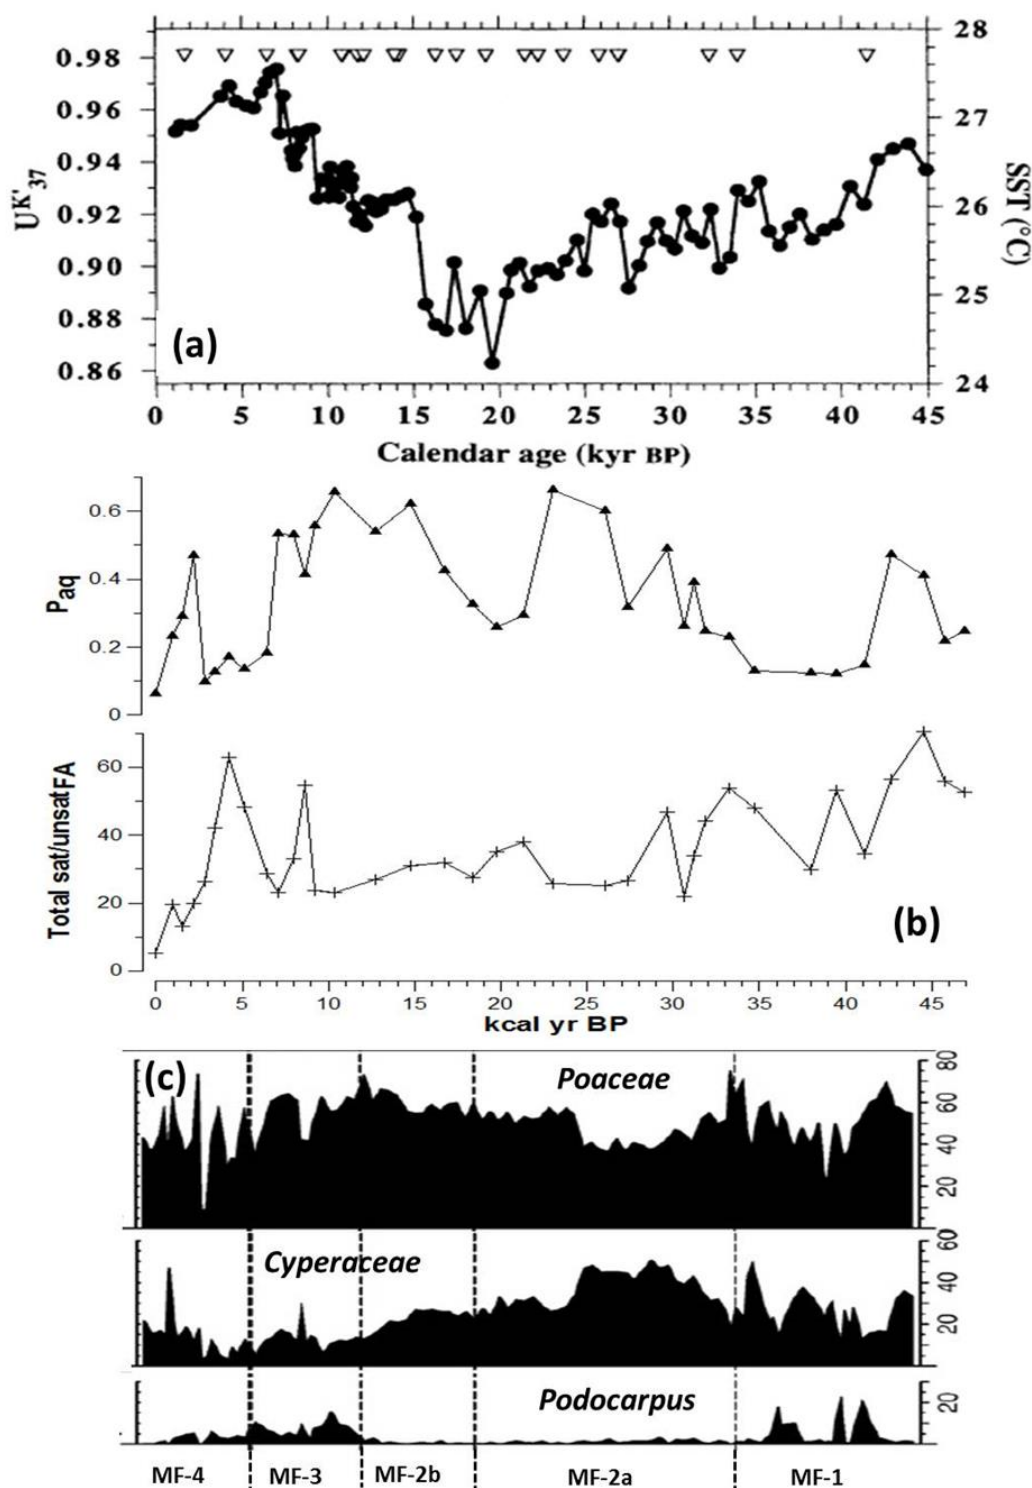 28
0.98
27
0.96
0.94
U^K'_37
26
SST (°C)
0.92
0.90
25
0.88
(a)
0.86
24
0 5 10 15 20 25 30 35 40 45
Calendar age (kyr BP)
0.6
0.4
Paq
0.2
0
60
Total sat/unsatFA
40
20
(b)
0
0 5 10 15 20 25 30 35 40 45
kcal yr BP
(c)
Poaceae
80
60
40
20
Cyperaceae
60
40
20
Podocarpus
20
MF-4 MF-3 MF-2b MF-2a MF-1